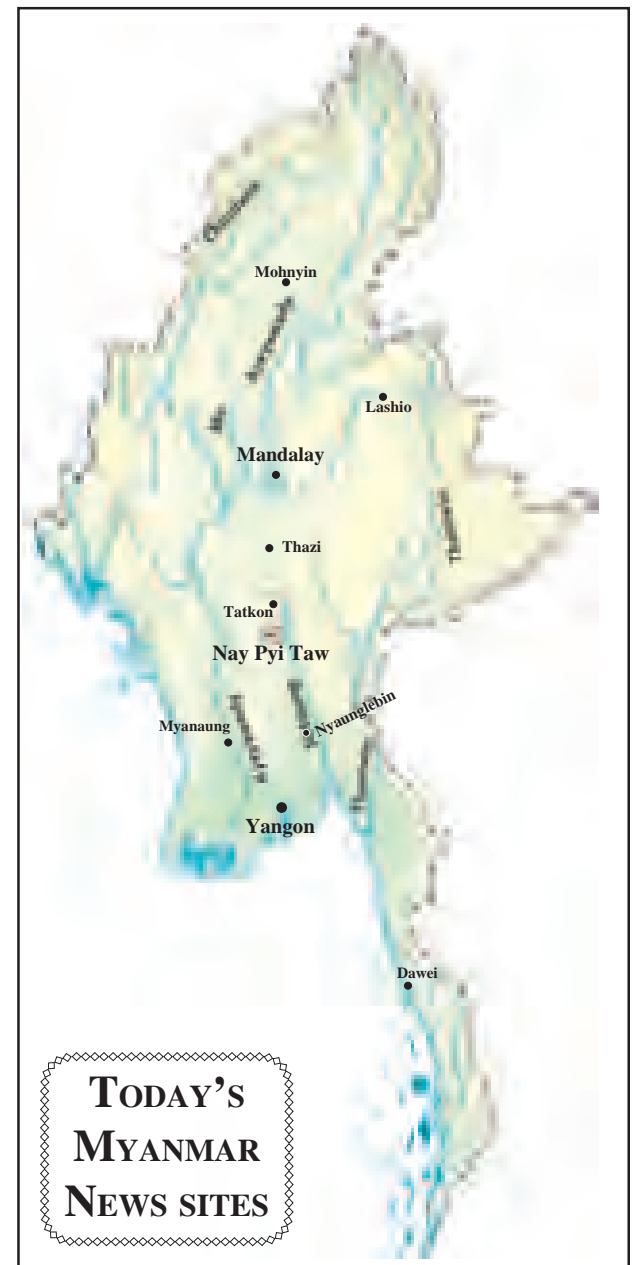 Mohnyin
Lashio
Mandalay
Thazi
Tatkon
Nay Pyi Taw
Nyaunglebin
Myanaung
Yangon
Dawei
TODAY'S
MYANMAR
NEWS SITES